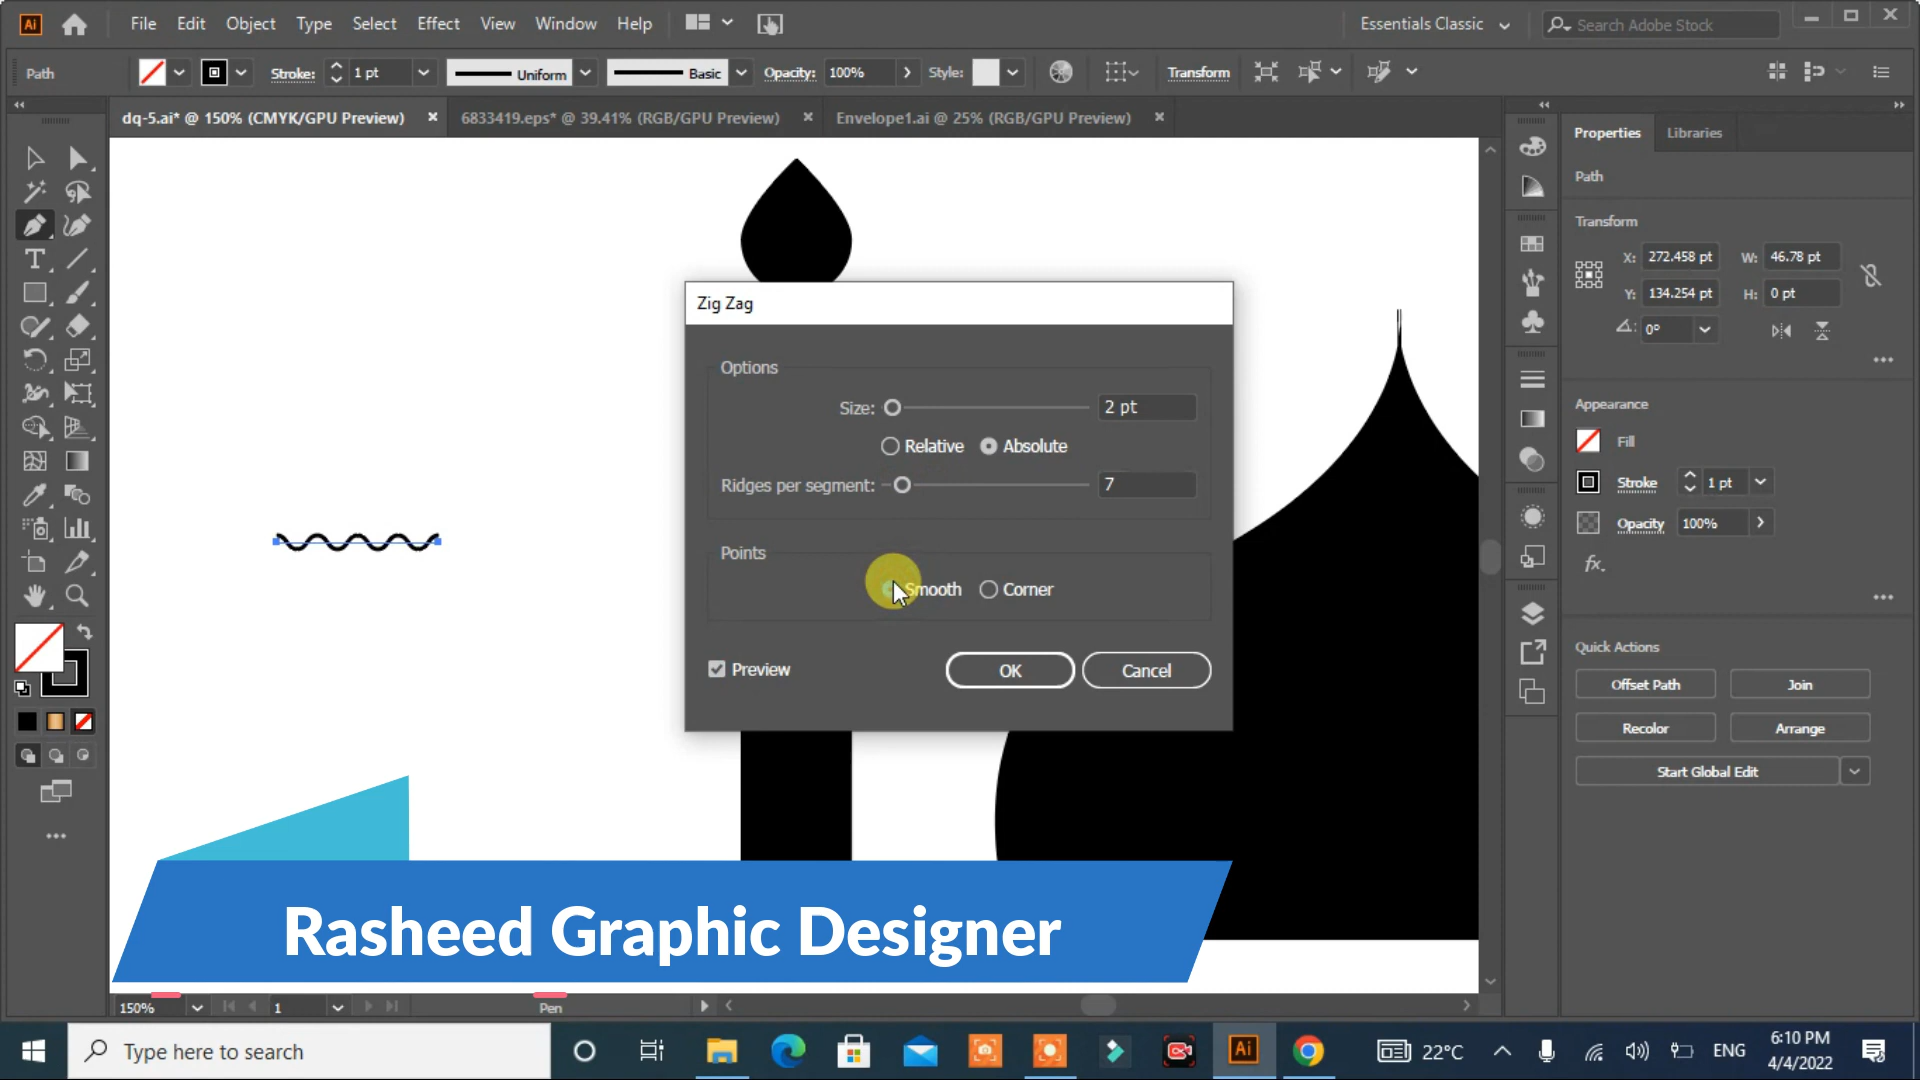 Ai File Edit Object Type Select Effect View Window Help Essentials Classic Search Adobe Stock
Path Stroke: 1 pt Uniform Basic Opacity: 100% Style: Transform
dq-5.ai* @ 150% (CMYK/GPU Preview) × 6833419.eps* @ 39.41% (RGB/GPU Preview) × Envelope1.ai @ 25% (RGB/GPU Preview) ×
Properties Libraries
Path
Transform
X: 272.458 pt W: 46.78 pt
Y: 134.254 pt H: 0 pt
0°
Appearance
Fill
Stroke 1 pt
Opacity 100%
fx.
Quick Actions
Offset Path Join
Recolor Arrange
Start Global Edit
Zig Zag
Options
Size: 2 pt
Relative Absolute
Ridges per segment: 7
Points
Smooth Corner
Preview OK Cancel
Rasheed Graphic Designer
150% 1 Pen
Type here to search
Ai
22°C ENG
6:10 PM
4/4/2022